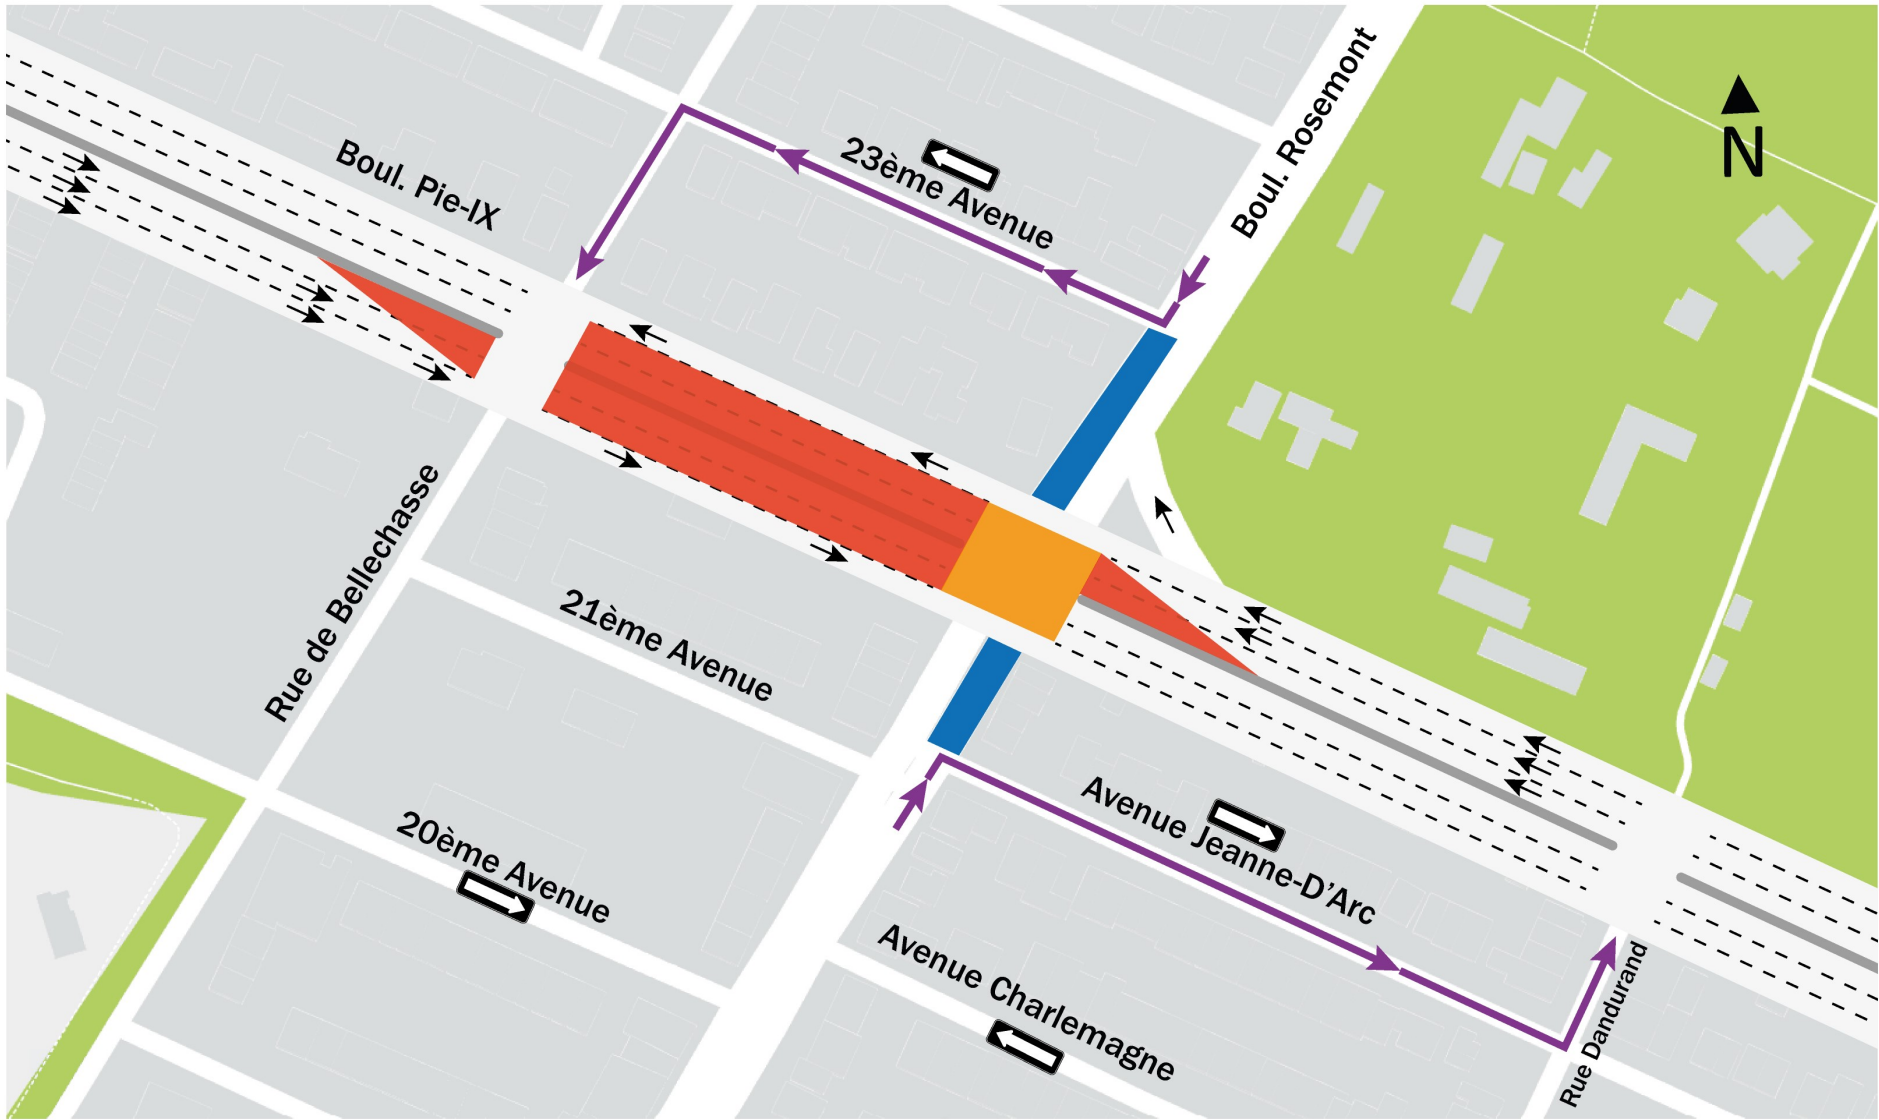 Boul. Pie-IX
23ème Avenue
Boul. Rosemont
N
Rue de Bellechasse
21ème Avenue
20ème Avenue
Avenue Jeanne-D'Arc
Avenue Charlemagne
Rue Dandurand